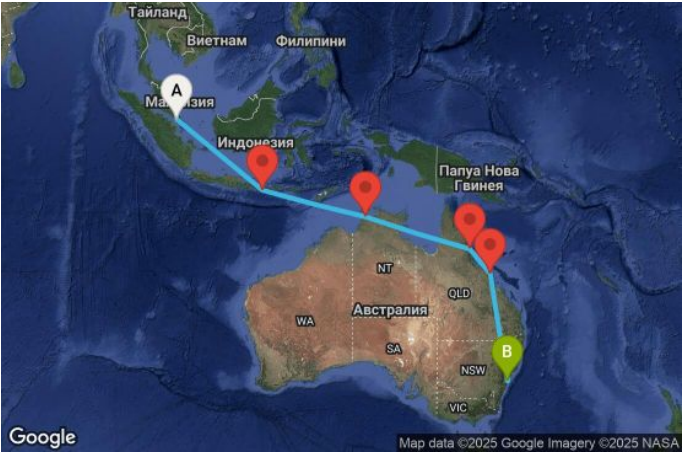 Тайланд
Виетнам
Филипини
A
Малайзия
Индонезия
Папуа Нова
Гвинея
NT
QLD
Австралия
WA
SA
B
NSW
VIC
Google
Map data ©2025 Google Imagery ©2025 NASA